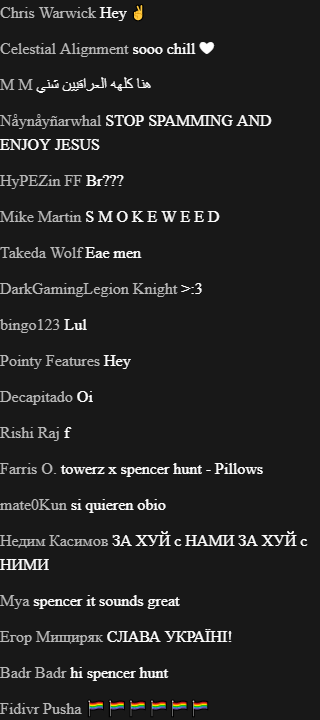 Chris Warwick Hey ✌
Celestial Alignment sooo chill 🤍
M M هنا كلهه العراقيين شني
Nåynåyñarwhal STOP SPAMMING AND
ENJOY JESUS
HyPEZin FF Br???
Mike Martin S M O K E W E E D
Takeda Wolf Eae men
DarkGamingLegion Knight >:3
bingo123 Lul
Pointy Features Hey
Decapitado Oi
Rishi Raj f
Farris O. towerz x spencer hunt - Pillows
mate0Kun si quieren obio
Недим Касимов ЗА ХУЙ с НАМИ ЗА ХУЙ с
НИМИ
Mya spencer it sounds great
Егор Мищиряк СЛАВА УКРАЇНІ!
Badr Badr hi spencer hunt
Fidivr Pusha 🏳️‍🌈 🏳️‍🌈 🏳️‍🌈 🏳️‍🌈 🏳️‍🌈 🏳️‍🌈